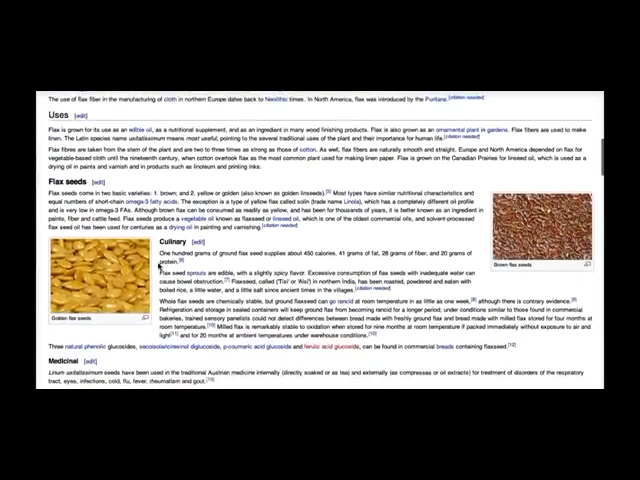 The use of flax fiber in the manufacturing of cloth in northern Europe dates back to Neolithic times. In North America, flax was introduced by the Puritans.[citation needed]
Uses [edit]
Flax is grown for its use as an edible oil, as a nutritional supplement, and as an ingredient in many wood finishing products. Flax is also grown as an ornamental plant in gardens. Flax fibers are used to make
linen. The Latin species name usitatissimum means most useful, pointing to the several traditional uses of the plant and their importance for human life.[citation needed]
Flax fibres are taken from the stem of the plant and are two to three times as strong as those of cotton. As well, flax fibers are naturally smooth and straight. Europe and North America depended on flax for
vegetable-based cloth until the nineteenth century, when cotton overtook flax as the most common plant used for making linen paper. Flax is grown on the Canadian Prairies for linseed oil, which is used as a
drying oil in paints and varnish and in products such as linoleum and printing inks.
Flax seeds [edit]
Flax seeds come in two basic varieties: 1. brown; and 2. yellow or golden (also known as golden linseeds).[5] Most types have similar nutritional characteristics and
equal numbers of short-chain omega-3 fatty acids. The exception is a type of yellow flax called solin (trade name Linola), which has a completely different oil profile
and is very low in omega-3 FAs. Although brown flax can be consumed as readily as yellow, and has been for thousands of years, it is better known as an ingredient in
paints, fiber and cattle feed. Flax seeds produce a vegetable oil known as flaxseed or linseed oil, which is one of the oldest commercial oils, and solvent-processed
flax seed oil has been used for centuries as a drying oil in painting and varnishing.[citation needed]
Brown flax seeds
Culinary [edit]
One hundred grams of ground flax seed supplies about 450 calories, 41 grams of fat, 28 grams of fiber, and 20 grams of
protein.[6]
Flax seed sprouts are edible, with a slightly spicy flavor. Excessive consumption of flax seeds with inadequate water can
cause bowel obstruction.[7] Flaxseed, called ('Tisi' or 'Alsi') in northern India, has been roasted, powdered and eaten with
boiled rice, a little water, and a little salt since ancient times in the villages.[citation needed]
Golden flax seeds
Whole flax seeds are chemically stable, but ground flaxseed can go rancid at room temperature in as little as one week,[8] although there is contrary evidence.[9]
Refrigeration and storage in sealed containers will keep ground flax from becoming rancid for a longer period; under conditions similar to those found in commercial
bakeries, trained sensory panelists could not detect differences between bread made with freshly ground flax and bread made with milled flax stored for four months at
room temperature.[10] Milled flax is remarkably stable to oxidation when stored for nine months at room temperature if packed immediately without exposure to air and
light[11] and for 20 months at ambient temperatures under warehouse conditions.[10]
Three natural phenolic glucosides, secoisolariciresinol diglucoside, p-coumaric acid glucoside and ferulic acid glucoside, can be found in commercial breads containing flaxseed.[12]
Medicinal [edit]
Linum usitatissimum seeds have been used in the traditional Austrian medicine internally (directly soaked or as tea) and externally (as compresses or oil extracts) for treatment of disorders of the respiratory
tract, eyes, infections, cold, flu, fever, rheumatism and gout.[13]